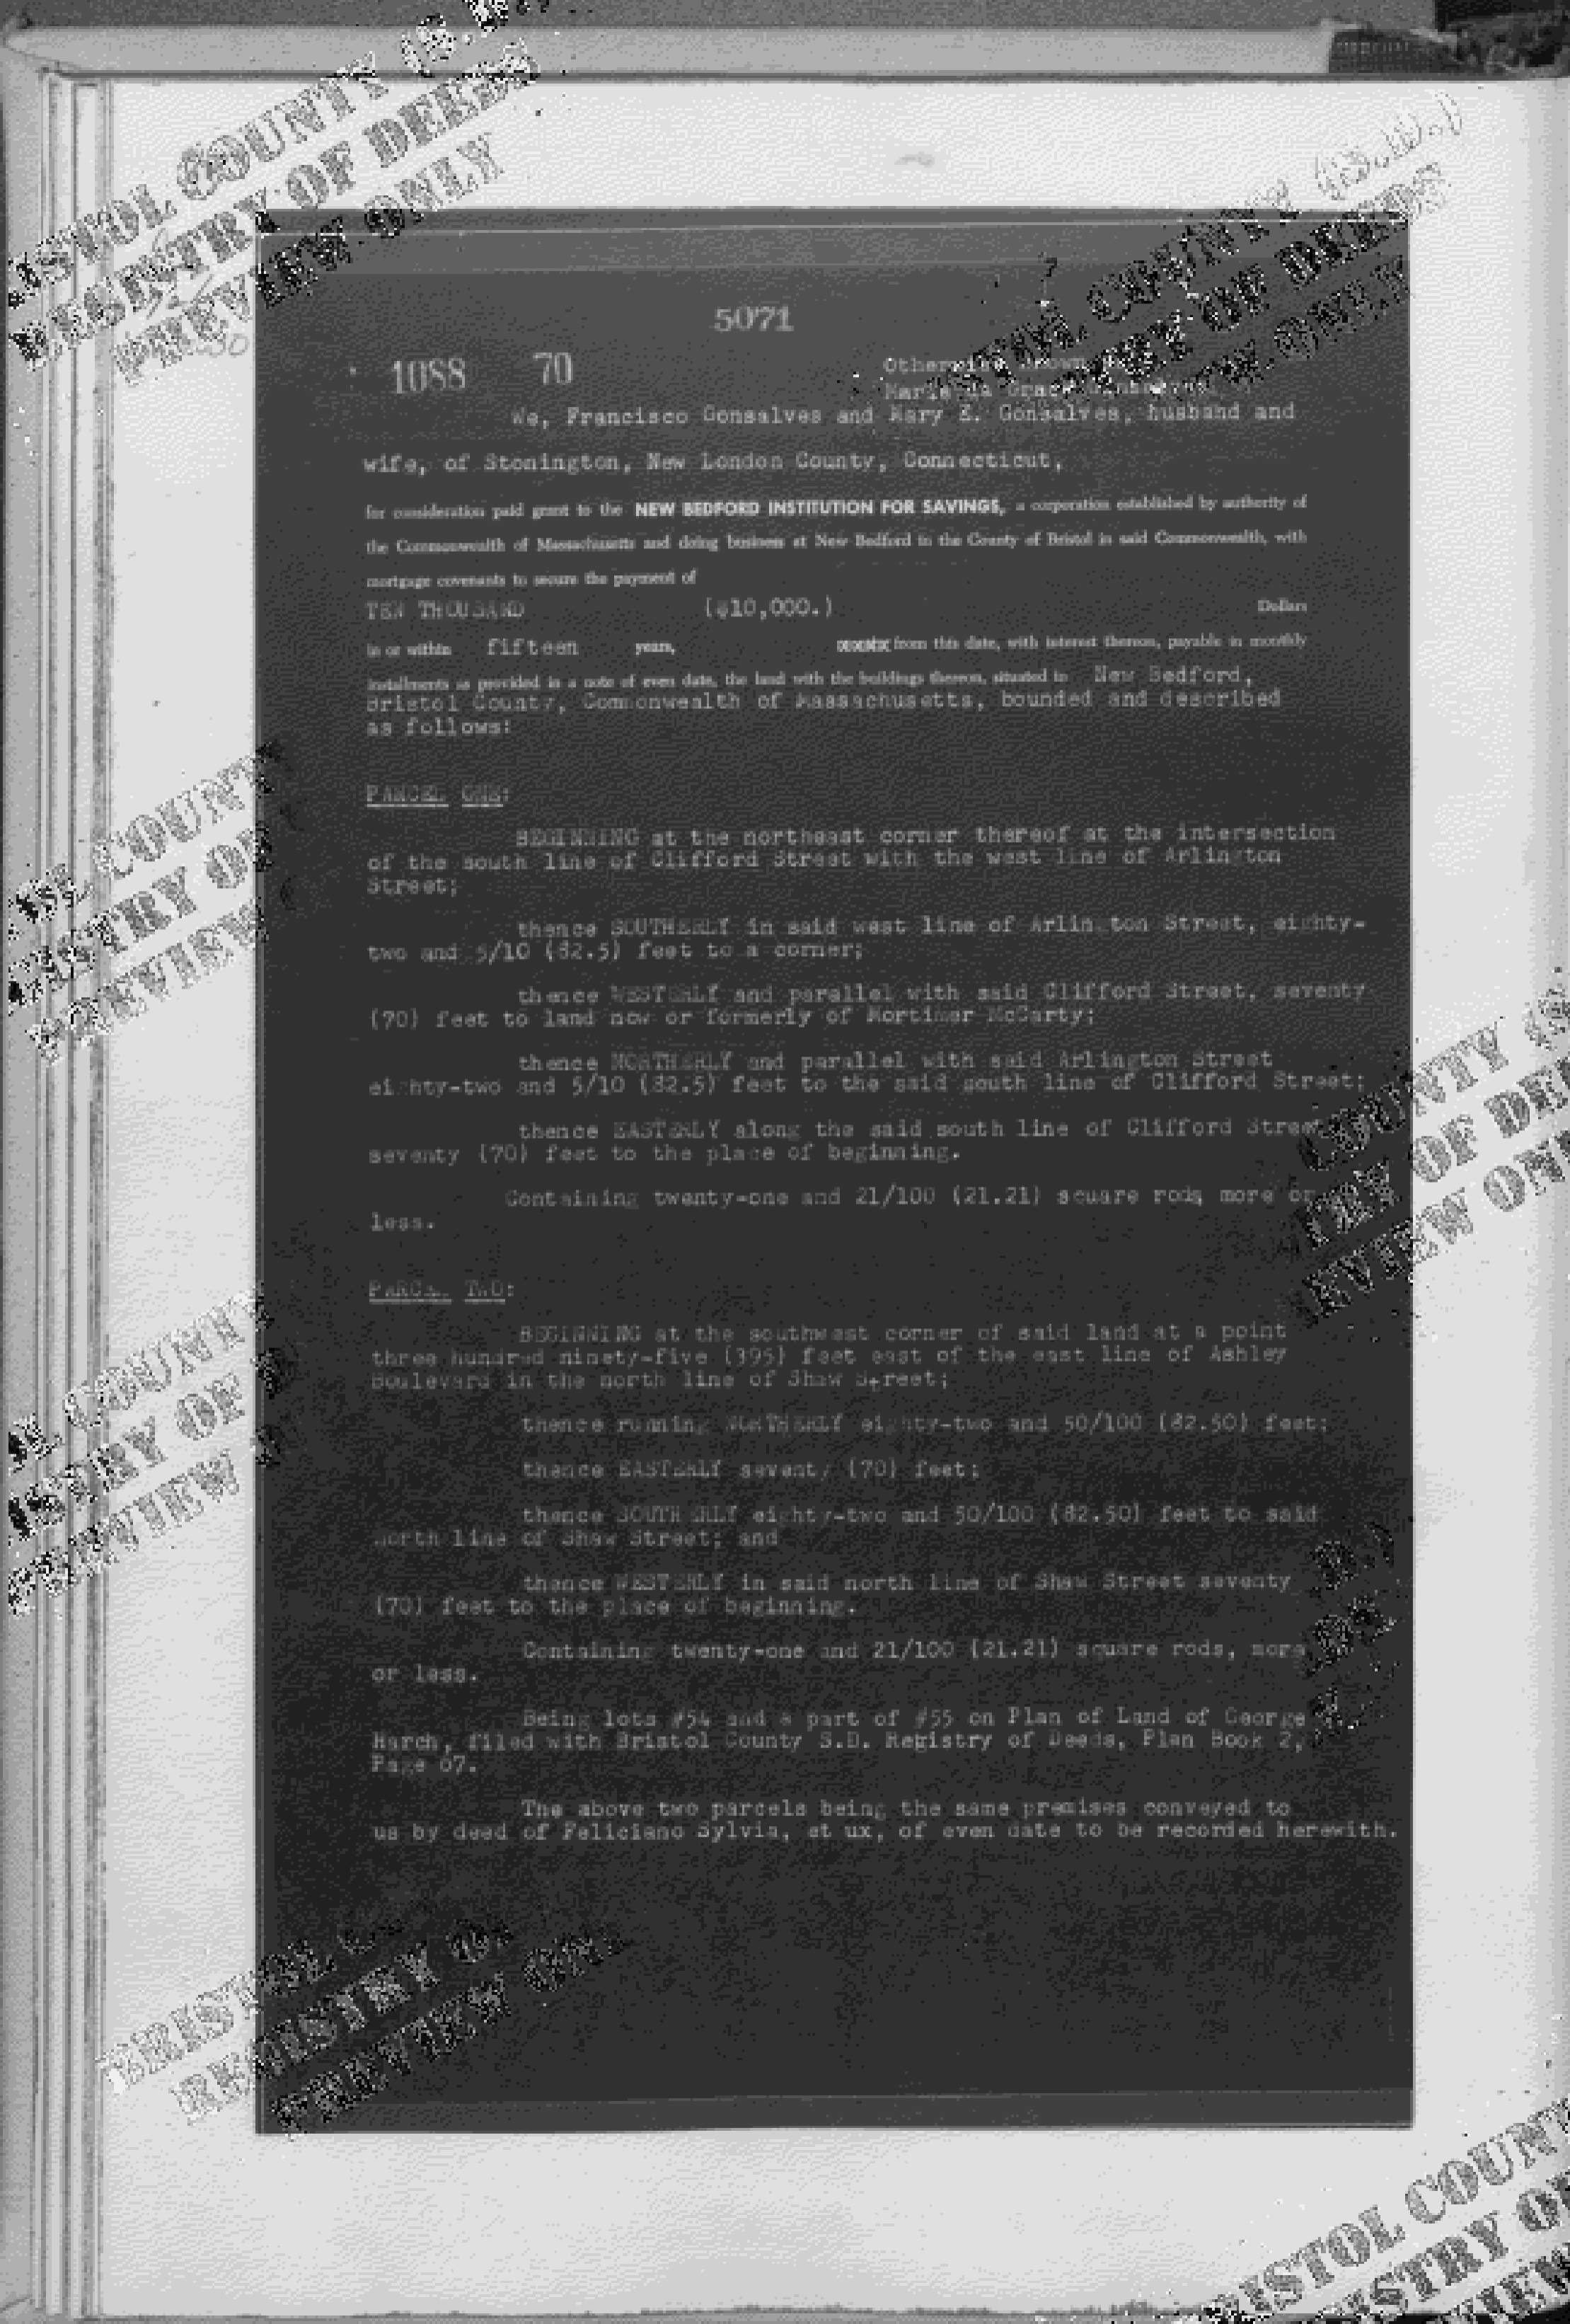 5071
1088 70
Otherwise known
Maria da Grac
We, Francisco Gonsalves and Mary E. Gonsalves, husband and
wife, of Stonington, New London County, Connecticut,
for consideration paid grant to the NEW BEDFORD INSTITUTION FOR SAVINGS, a corporation established by authority of
the Commonwealth of Massachusetts and doing business at New Bedford in the County of Bristol in said Commonwealth, with
mortgage covenants to secure the payment of
TEN THOUSAND ($10,000.) Dollars
in or within fifteen years, from this date, with interest thereon, payable in monthly
installments as provided in a note of even date, the land with the buildings thereon, situated in New Bedford,
Bristol County, Commonwealth of Massachusetts, bounded and described
as follows:
PARCEL ONE:
BEGINNING at the northeast corner thereof at the intersection
of the south line of Clifford Street with the west line of Arlington
Street;
thence SOUTHERLY in said west line of Arlington Street, eighty-
two and 5/10 (82.5) feet to a corner;
thence WESTERLY and parallel with said Clifford Street, seventy
(70) feet to land now or formerly of Mortimer McCarty;
thence NORTHERLY and parallel with said Arlington Street
eighty-two and 5/10 (82.5) feet to the said south line of Clifford Street;
thence EASTERLY along the said south line of Clifford Street
seventy (70) feet to the place of beginning.
Containing twenty-one and 21/100 (21.21) square rods more or
less.
PARCEL TWO:
BEGINNING at the southwest corner of said land at a point
three hundred ninety-five (395) feet east of the east line of Ashley
Boulevard in the north line of Shaw Street;
thence running NORTHERLY eighty-two and 50/100 (82.50) feet;
thence EASTERLY seventy (70) feet;
thence SOUTHERLY eighty-two and 50/100 (82.50) feet to said
north line of Shaw Street; and
thence WESTERLY in said north line of Shaw Street seventy
(70) feet to the place of beginning.
Containing twenty-one and 21/100 (21.21) square rods, more
or less.
Being lots #54 and a part of #55 on Plan of Land of George
March, filed with Bristol County S.D. Registry of Deeds, Plan Book 2,
Page 67.
The above two parcels being the same premises conveyed to
us by deed of Feliciano Sylvia, et ux, of even date to be recorded herewith.